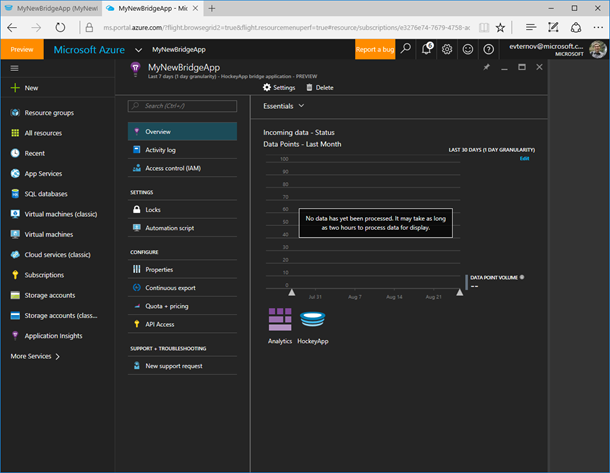 MyNewBridgeApp (MyNewl
MyNewBridgeApp - Mic
ms.portal.azure.com/?flight.browsegrid2=true&flight.resourcemenuperf=true#resource/subscriptions/e3276e74-7679-4758-ac
Preview
Microsoft Azure
MyNewBridgeApp
Report a bug
6
evternov@microsoft.c...
MICROSOFT
MyNewBridgeApp
Last 7 days (1 day granularity) - HockeyApp bridge application - PREVIEW
Settings
Delete
New
Resource groups
All resources
Recent
App Services
SQL databases
Virtual machines (classic)
Virtual machines
Cloud services (classic)
Subscriptions
Storage accounts
Storage accounts (class...
Application Insights
More Services
Search (Ctrl+/)
Overview
Activity log
Access control (IAM)
SETTINGS
Locks
Automation script
CONFIGURE
Properties
Continuous export
Quota + pricing
API Access
SUPPORT + TROUBLESHOOTING
New support request
Essentials
Incoming data - Status
Data Points - Last Month
LAST 30 DAYS (1 DAY GRANULARITY)
Edit
100
90
80
70
60
50
40
30
20
10
0
No data has yet been processed. It may take as long
as two hours to process data for display.
Jul 31
Aug 7
Aug 14
Aug 21
DATA POINT VOLUME
--
Analytics
HockeyApp